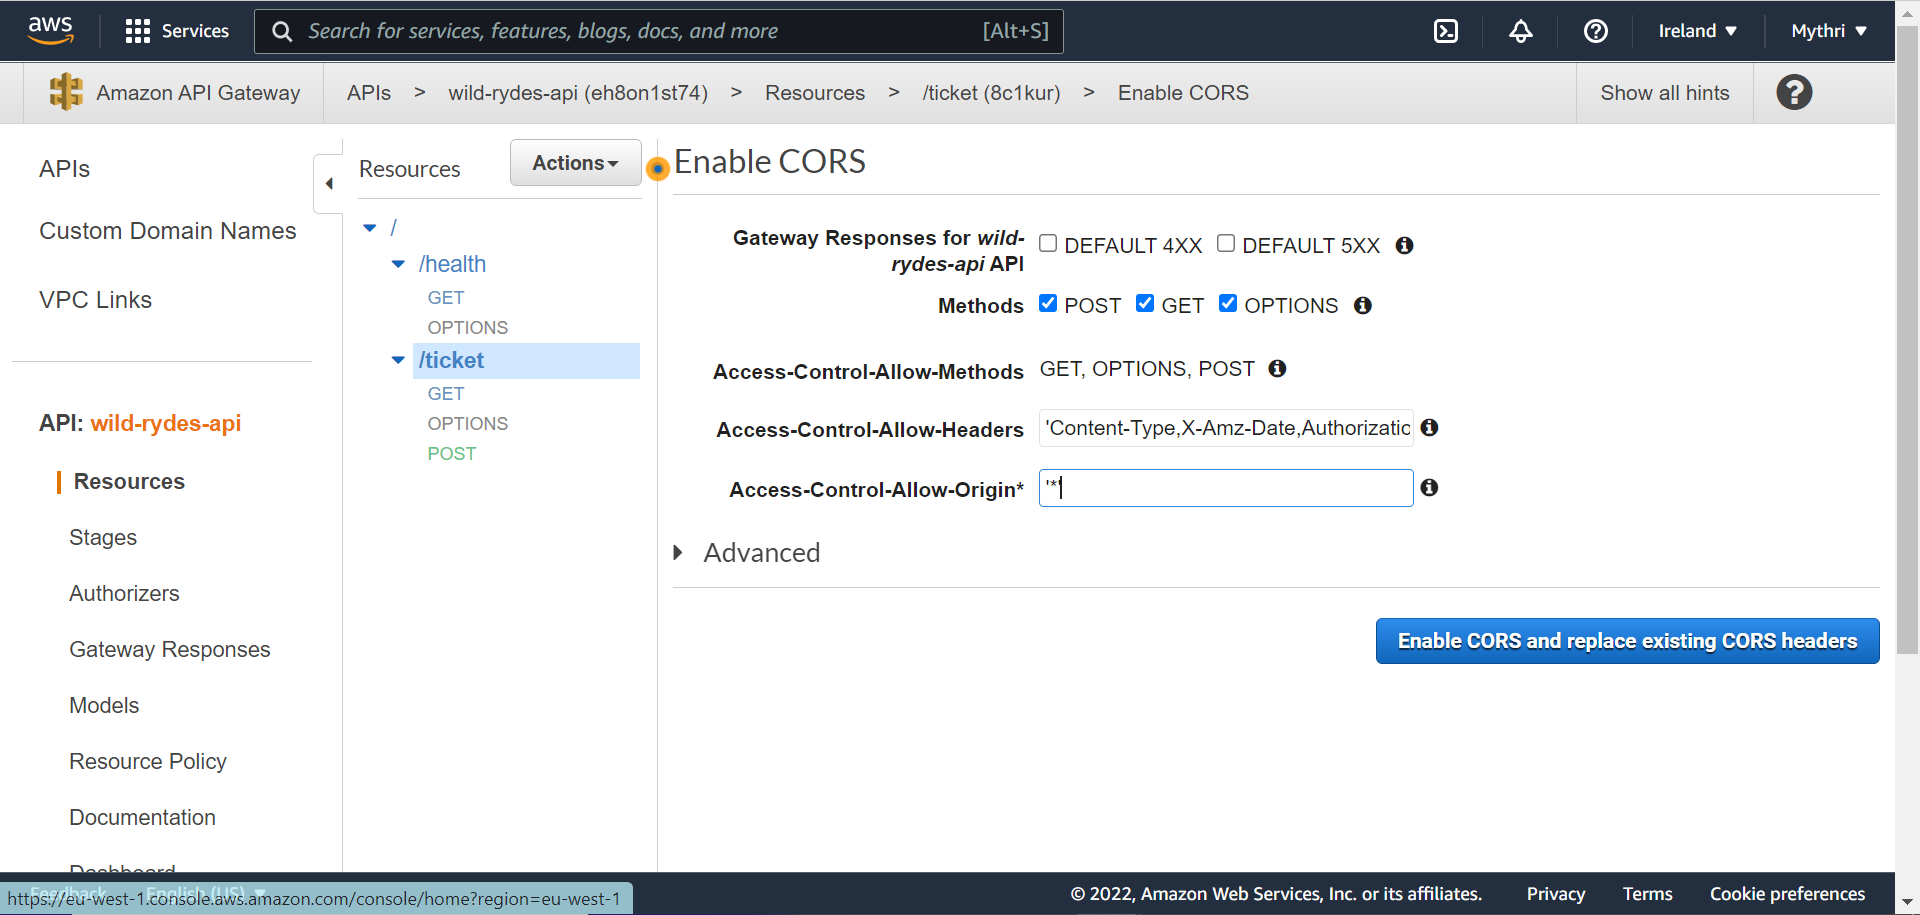 aws Services Search for services, features, blogs, docs, and more [Alt+S] Ireland ▼ Mythri ▼
Amazon API Gateway APIs > wild-rydes-api (eh8on1st74) > Resources > /ticket (8c1kur) > Enable CORS Show all hints ?
APIs
Custom Domain Names
VPC Links
API: wild-rydes-api
Resources
Stages
Authorizers
Gateway Responses
Models
Resource Policy
Documentation
Dashboard
Resources Actions
/
/health
GET
OPTIONS
/ticket
GET
OPTIONS
POST
Enable CORS
Gateway Responses for wild-
rydes-api API
DEFAULT 4XX DEFAULT 5XX
Methods POST GET OPTIONS
Access-Control-Allow-Methods GET, OPTIONS, POST
Access-Control-Allow-Headers 'Content-Type,X-Amz-Date,Authorizatio
Access-Control-Allow-Origin* '*'
Advanced
Enable CORS and replace existing CORS headers
Feedback English (US) ▼
https://eu-west-1.console.aws.amazon.com/console/home?region=eu-west-1
© 2022, Amazon Web Services, Inc. or its affiliates. Privacy Terms Cookie preferences